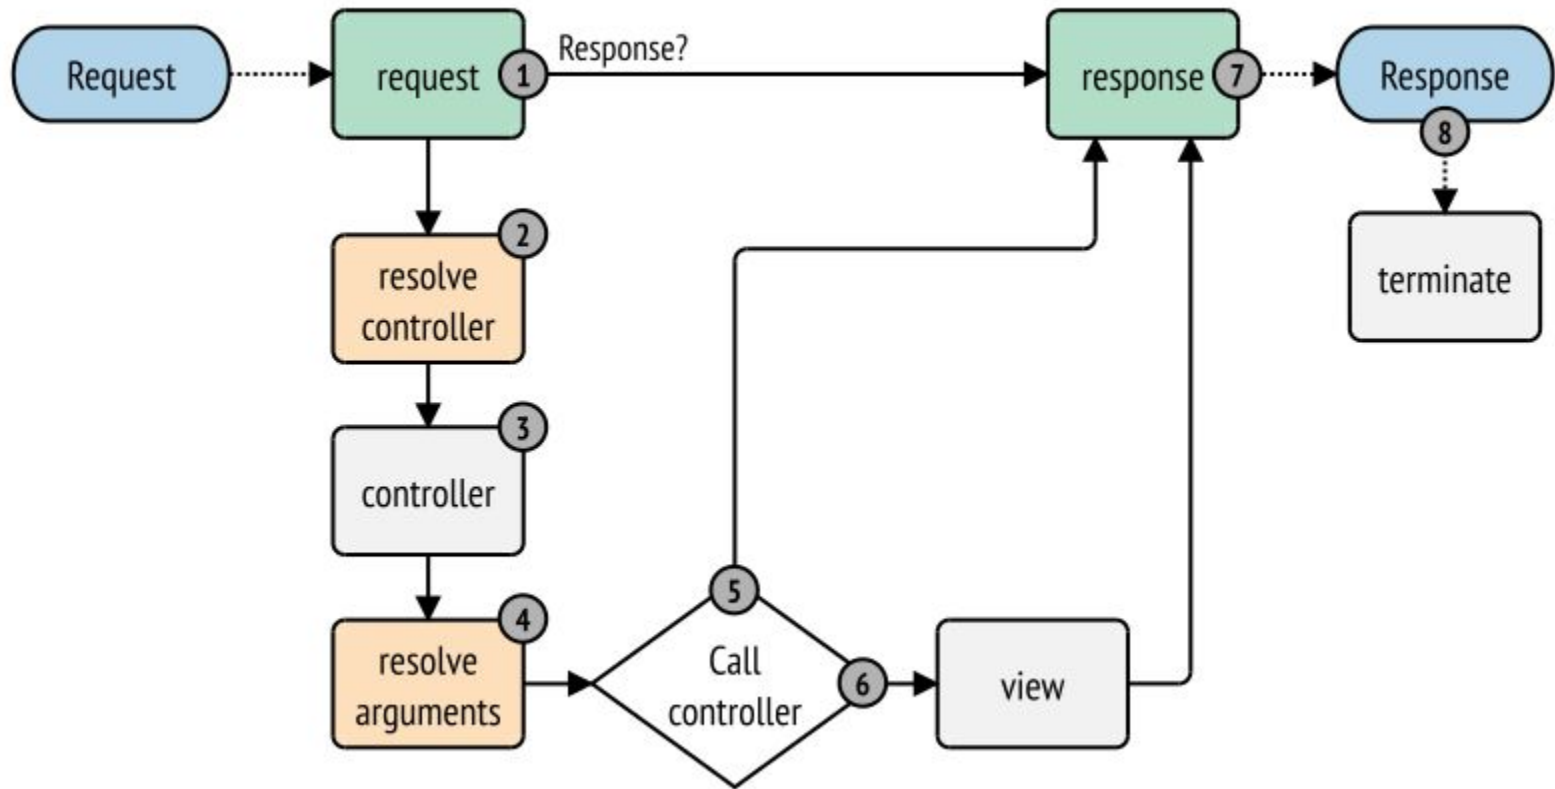 Request
request
1
Response?
response
7
Response
8
terminate
2
resolve
controller
3
controller
4
resolve
arguments
5
Call
controller
6
view